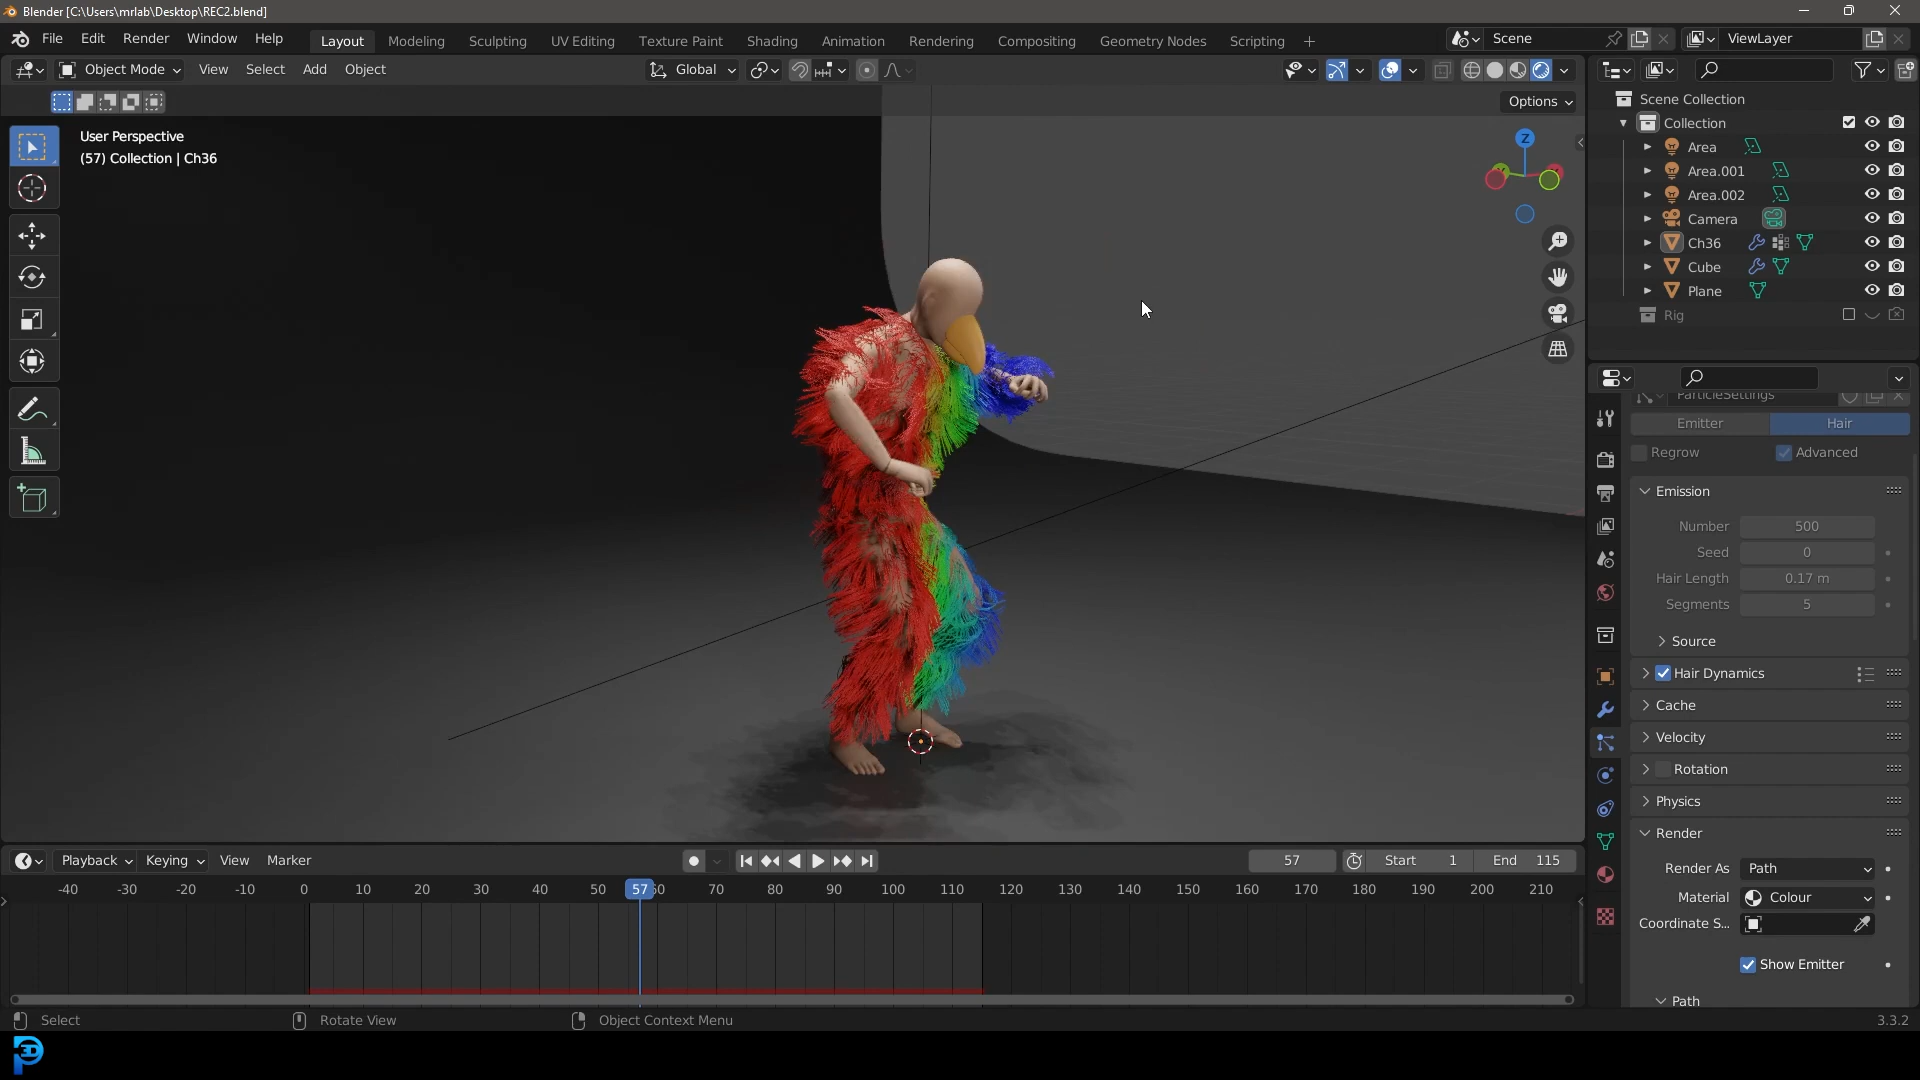 Blender [C:\Users\mrlab\Desktop\REC2.blend]
File Edit Render Window Help Layout Modeling Sculpting UV Editing Texture Paint Shading Animation Rendering Compositing Geometry Nodes Scripting + Scene ViewLayer
Object Mode View Select Add Object Global
Options
User Perspective
(57) Collection | Ch36
Z
Scene Collection
Collection
Area
Area.001
Area.002
Camera
Ch36
Cube
Plane
Rig
ParticleSettings
Emitter Hair
Regrow Advanced
Emission
Number 500
Seed 0
Hair Length 0.17 m
Segments 5
Source
Hair Dynamics
Cache
Velocity
Rotation
Physics
Render
Render As Path
Material Colour
Coordinate S...
Show Emitter
Path
Playback Keying View Marker 57 Start 1 End 115
-40 -30 -20 -10 0 10 20 30 40 50 57 60 70 80 90 100 110 120 130 140 150 160 170 180 190 200 210
Select Rotate View Object Context Menu 3.3.2
3D